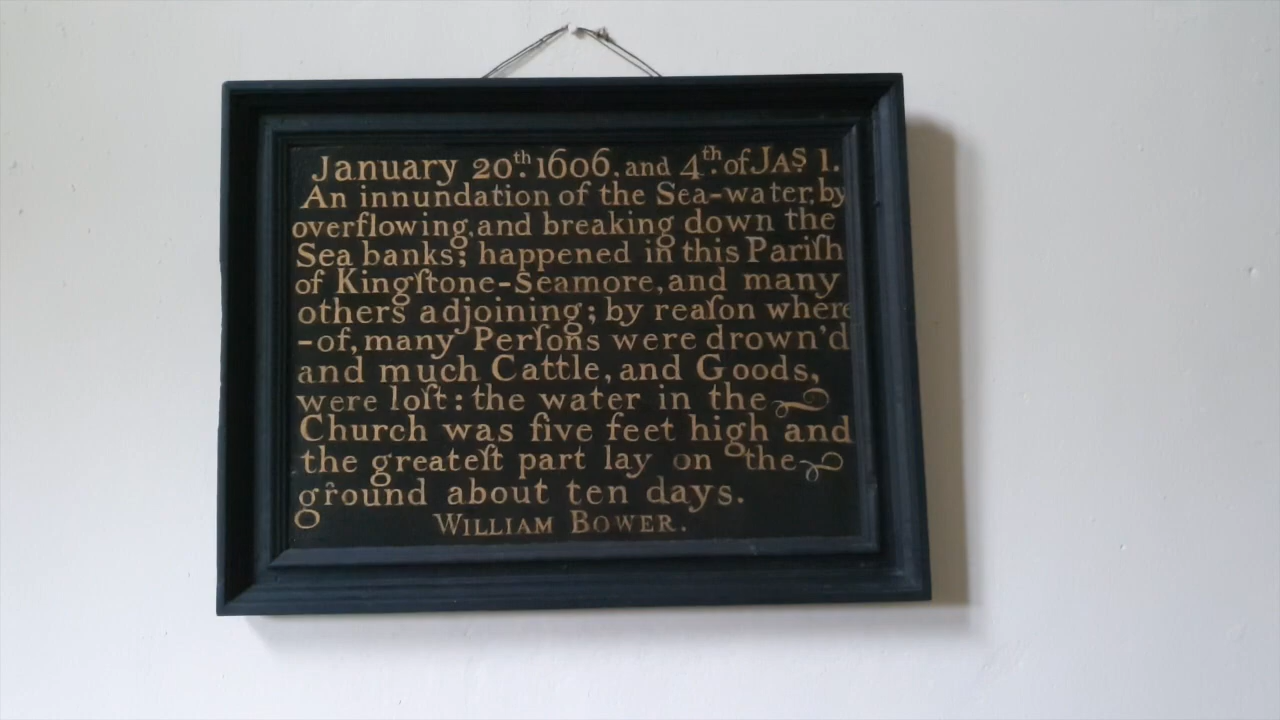 January 20th. 1606. and 4th. of JAS I.
An innundation of the Sea-water, by
overflowing, and breaking down the
Sea banks; happened in this Pariſh
of Kingſtone-Seamore, and many
others adjoining; by reaſon where
-of, many Perſons were drown'd
and much Cattle, and Goods,
were loſt: the water in the
Church was five feet high and
the greateſt part lay on the
ground about ten days.
WILLIAM BOWER.